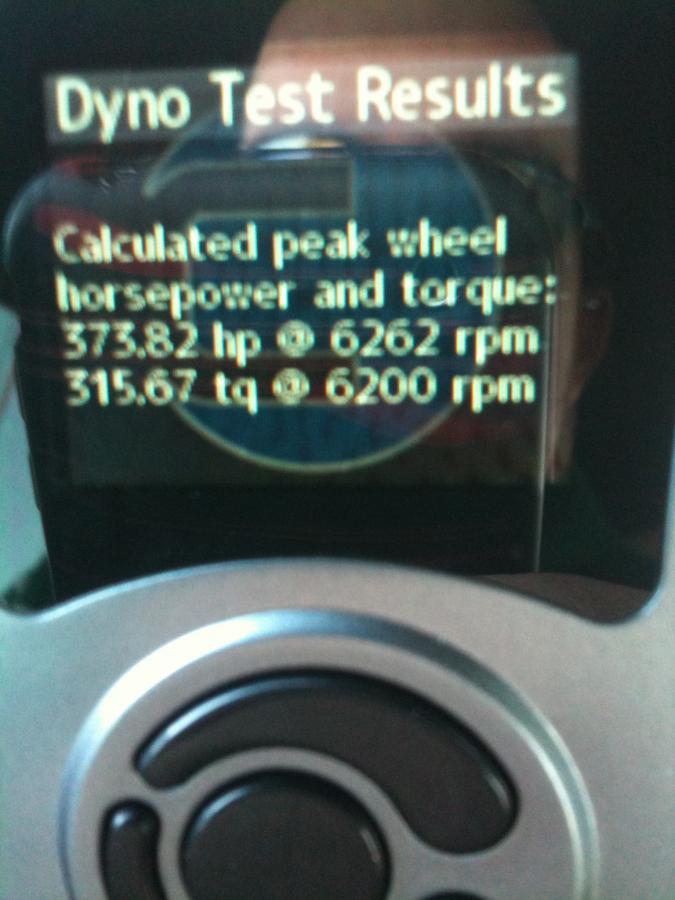 Dyno Test Results
Calculated peak wheel
horsepower and torque:
373.82 hp @ 6262 rpm
315.67 tq @ 6200 rpm